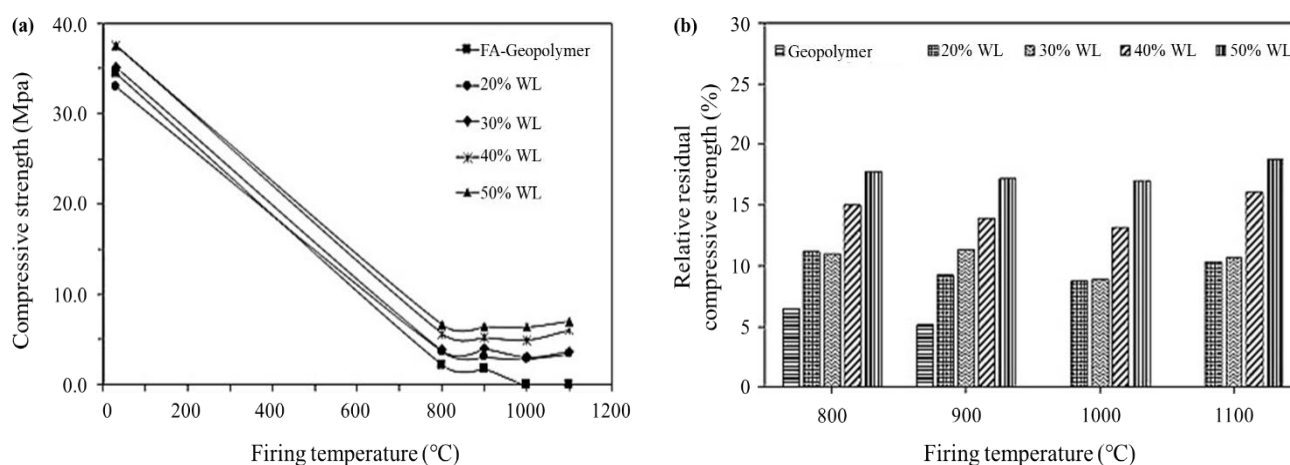 (a)
40.0
30.0
20.0
10.0
0.0
Compressive strength (Mpa)
FA-Geopolymer
20% WL
30% WL
40% WL
50% WL
0 200 400 600 800 1000 1200
Firing temperature (℃)
(b)
30
25
20
15
10
5
0
Relative residual
compressive strength (%)
Geopolymer 20% WL 30% WL 40% WL 50% WL
800 900 1000 1100
Firing temperature (℃)